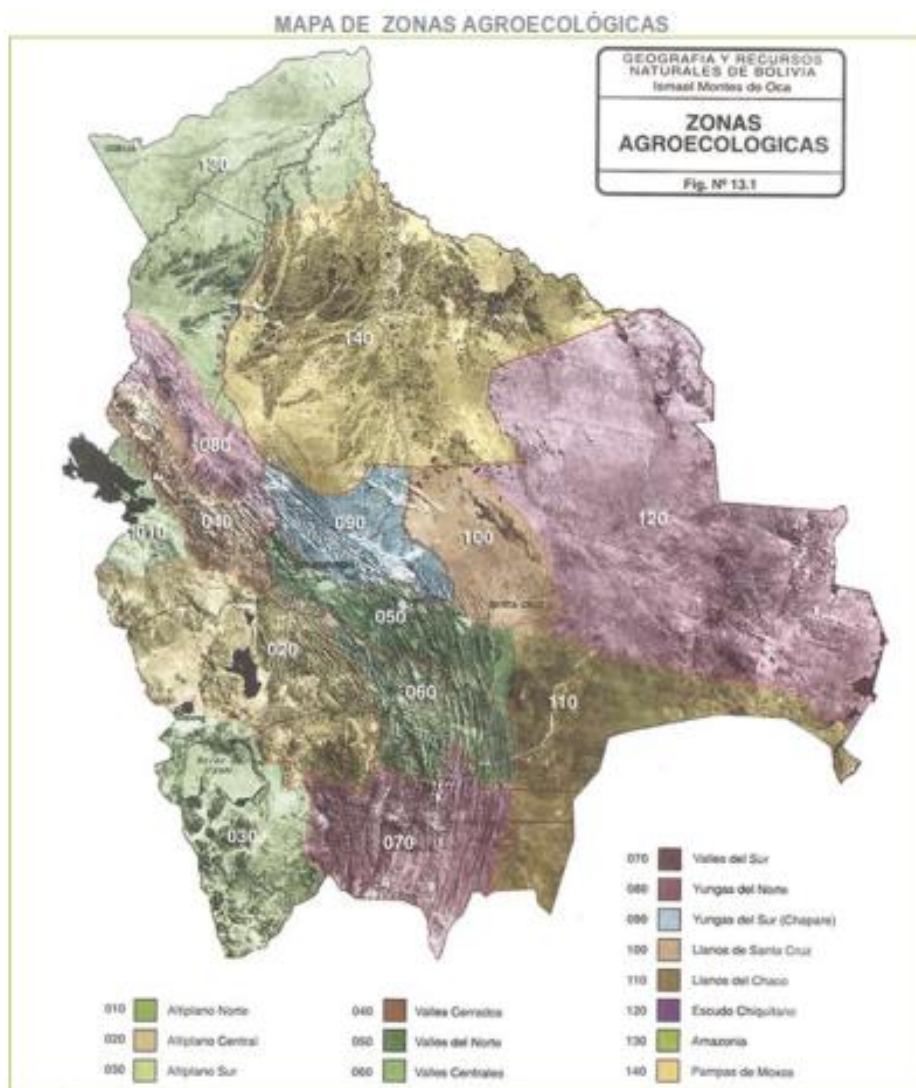 MAPA DE ZONAS AGROECOLÓGICAS
GEOGRAFIA Y RECURSOS
NATURALES DE BOLIVIA
Ismael Montes de Oca
ZONAS
AGROECOLOGICAS
Fig. Nº 13.1
130
140
080
040
090
100
120
010
050
020
060
110
030
070
070 Valles del Sur
080 Yungas del Norte
090 Yungas del Sur (Chapare)
100 Llanos de Santa Cruz
110 Llanos del Chaco
120 Escudo Chiquitano
130 Amazonia
140 Pampas de Moxos
010 Altiplano Norte
020 Altiplano Central
030 Altiplano Sur
040 Valles Cerrados
050 Valles del Norte
060 Valles Centrales